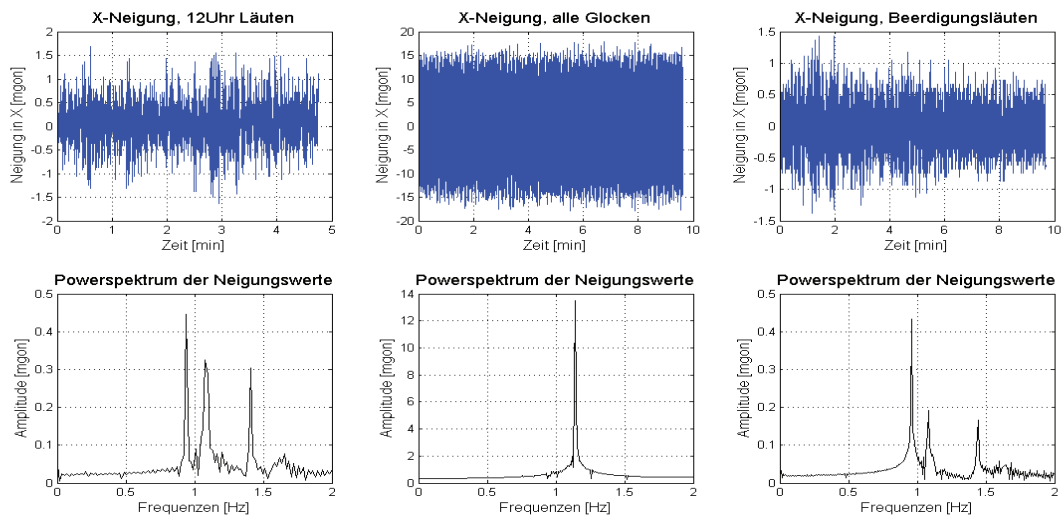 X-Neigung, 12Uhr Läuten
2
1.5
1
0.5
0
-0.5
-1
-1.5
-2
Neigung in X [mgon]
0 1 2 3 4 5
Zeit [min]
X-Neigung, alle Glocken
20
15
10
5
0
-5
-10
-15
-20
Neigung in X [mgon]
0 2 4 6 8 10
Zeit [min]
X-Neigung, Beerdigungsläuten
1.5
1
0.5
0
-0.5
-1
-1.5
Neigung in X [mgon]
0 2 4 6 8 10
Zeit [min]
Powerspektrum der Neigungswerte
0.5
0.4
0.3
0.2
0.1
0
Amplitude [mgon]
0 0.5 1 1.5 2
Frequenzen [Hz]
Powerspektrum der Neigungswerte
14
12
10
8
6
4
2
0
Amplitude [mgon]
0 0.5 1 1.5 2
Frequenzen [Hz]
Powerspektrum der Neigungswerte
0.5
0.4
0.3
0.2
0.1
0
Amplitude [mgon]
0 0.5 1 1.5 2
Frequenzen [Hz]